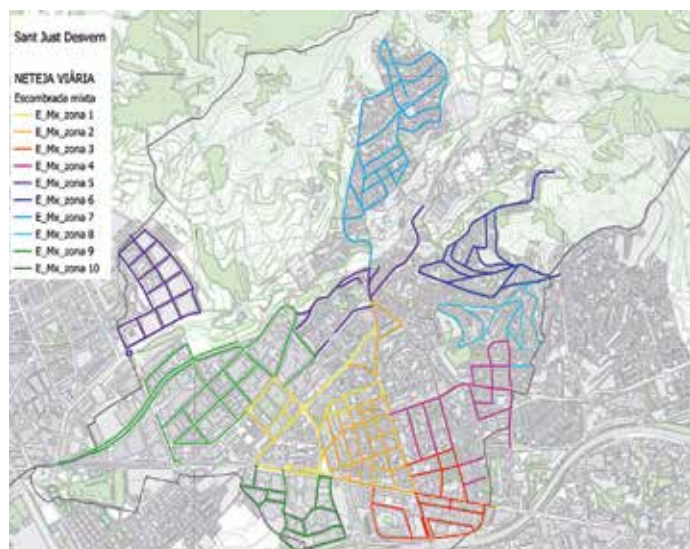 Sant Just Desvern
NETEJA VIÀRIA
Escombrada mixta
E_Mx_zona 1
E_Mx_zona 2
E_Mx_zona 3
E_Mx_zona 4
E_Mx_zona 5
E_Mx_zona 6
E_Mx_zona 7
E_Mx_zona 8
E_Mx_zona 9
E_Mx_zona 10